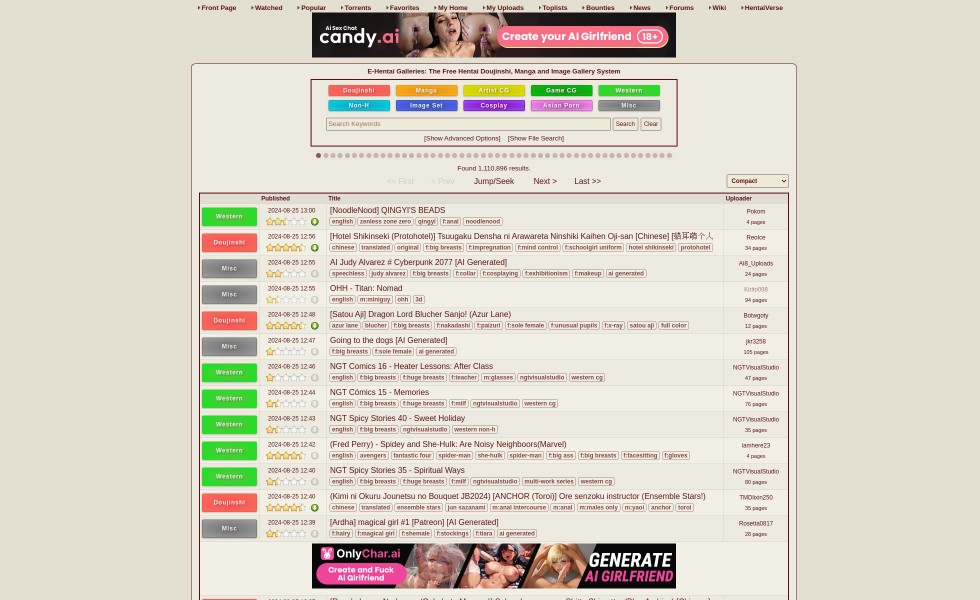 Front Page Watched Popular Torrents Favorites My Home My Uploads Toplists Bounties News Forums Wiki HentaiVerse
Ai Sex Chat
candy.ai Create your AI Girlfriend 18+
E-Hentai Galleries: The Free Hentai Doujinshi, Manga and Image Gallery System
Doujinshi Manga Artist CG Game CG Western
Non-H Image Set Cosplay Asian Porn Misc
Search Keywords Search Clear
[Show Advanced Options] [Show File Search]
Found 1,110,896 results.
<< First < Prev Jump/Seek Next > Last >> Compact
Published Title Uploader
Western 2024-08-25 13:00 [NoodleNood] QINGYI'S BEADS Pokom
english zenless zone zero qingyi f:anal noodlenood 4 pages
Doujinshi 2024-08-25 12:56 [Hotel Shikinseki (Protohotel)] Tsuugaku Densha ni Arawareta Ninshiki Kaihen Oji-san [Chinese] Reolce
chinese translated original f:big breasts f:impregnation f:mind control f:schoolgirl uniform hotel shikinseki protohotel 34 pages
Misc 2024-08-25 12:55 AI Judy Alvarez # Cyberpunk 2077 [AI Generated] AI8_Uploads
speechless judy alvarez f:big breasts f:collar f:cosplaying f:exhibitionism f:makeup ai generated 24 pages
Misc 2024-08-25 12:55 OHH - Titan: Nomad Kirito088
english m:miniguy ohh 3d 94 pages
Doujinshi 2024-08-25 12:48 [Satou Aji] Dragon Lord Blucher Sanjo! (Azur Lane) Botwgoty
azur lane blucher f:big breasts f:nakadashi f:paizuri f:sole female f:unusual pupils f:x-ray satou aji full color 12 pages
Misc 2024-08-25 12:47 Going to the dogs [AI Generated] jkr3258
f:big breasts f:sole female ai generated 105 pages
Western 2024-08-25 12:46 NGT Comics 16 - Heater Lessons: After Class NGTVisualStudio
english f:big breasts f:huge breasts f:teacher m:glasses ngtvisualstudio western cg 47 pages
Western 2024-08-25 12:44 NGT Cómics 15 - Memories NGTVisualStudio
english f:big breasts f:huge breasts f:milf ngtvisualstudio western cg 76 pages
Western 2024-08-25 12:43 NGT Spicy Stories 40 - Sweet Holiday NGTVisualStudio
english f:big breasts ngtvisualstudio western non-h 35 pages
Western 2024-08-25 12:42 (Fred Perry) - Spidey and She-Hulk: Are Noisy Neighboors(Marvel) iamhere23
english avengers fantastic four spider-man she-hulk spider-man f:big ass f:big breasts f:facesitting f:gloves 4 pages
Western 2024-08-25 12:40 NGT Spicy Stories 35 - Spiritual Ways NGTVisualStudio
english f:big breasts f:huge breasts f:milf ngtvisualstudio multi-work series western cg 80 pages
Doujinshi 2024-08-25 12:40 (Kimi ni Okuru Jounetsu no Bouquet JB2024) [ANCHOR (Toroi)] Ore senzoku instructor (Ensemble Stars!) TMDixon250
chinese translated ensemble stars jun sazanami m:anal intercourse m:anal m:males only m:yaoi anchor toroi 35 pages
Misc 2024-08-25 12:39 [Ardha] magical girl #1 [Patreon] [AI Generated] Rosetta0817
f:hairy f:magical girl f:shemale f:stockings f:tiara ai generated 28 pages
OnlyChar.ai
Create and Fuck
Ai Girlfriend
GENERATE
AI GIRLFRIEND